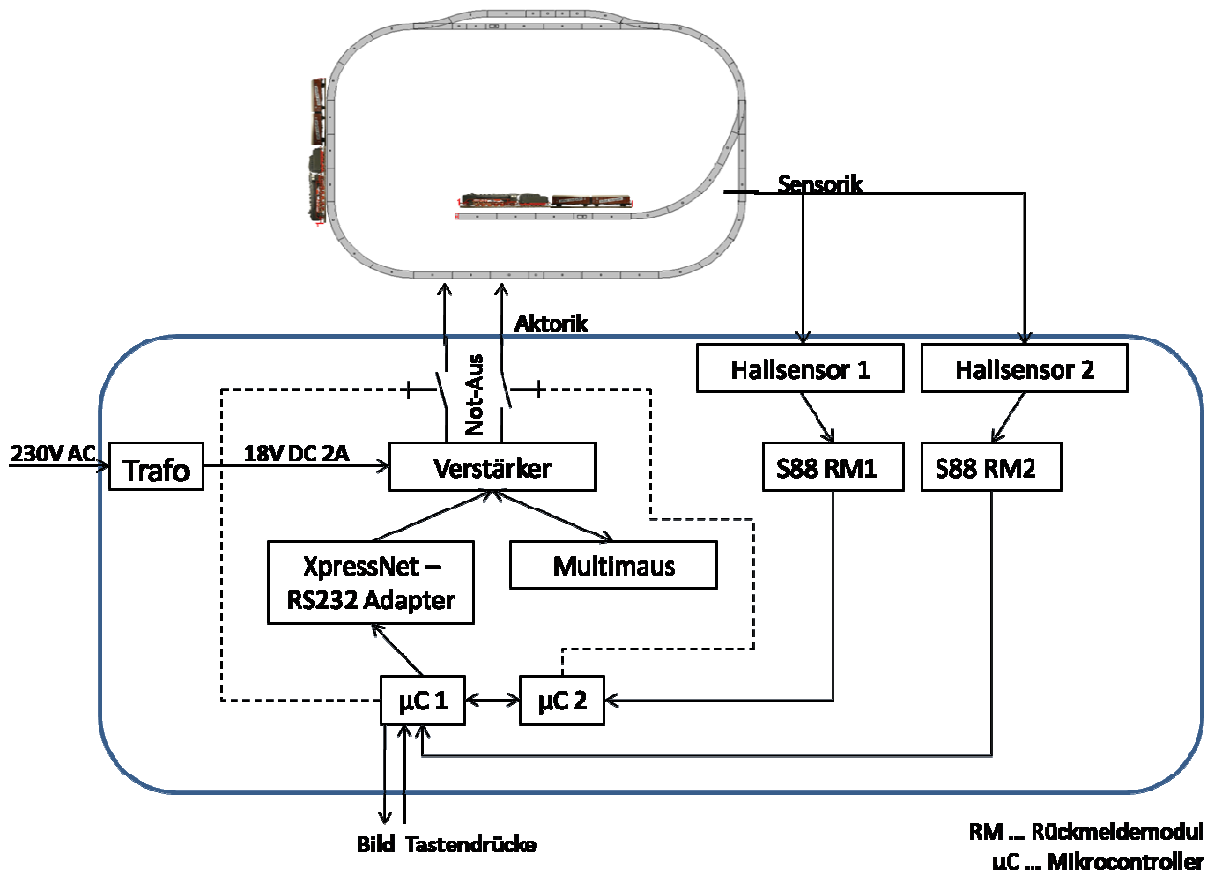 Sensorik
Aktorik
Not-Aus
Hallsensor 1
Hallsensor 2
230V AC
Trafo
18V DC 2A
Verstärker
S88 RM1
S88 RM2
XpressNet –
RS232 Adapter
Multimaus
µC 1
µC 2
Bild Tastendrücke
RM ... Rückmeldemodul
µC ... Mikrocontroller